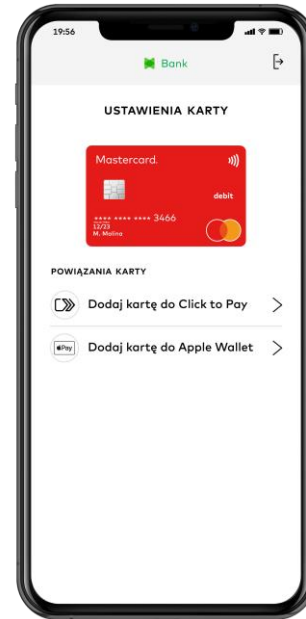 19:56
Bank
USTAWIENIA KARTY
Mastercard.
debit
**** **** **** 3466
12/23
M. Malina
POWIĄZANIA KARTY
Dodaj kartę do Click to Pay
Pay
Dodaj kartę do Apple Wallet